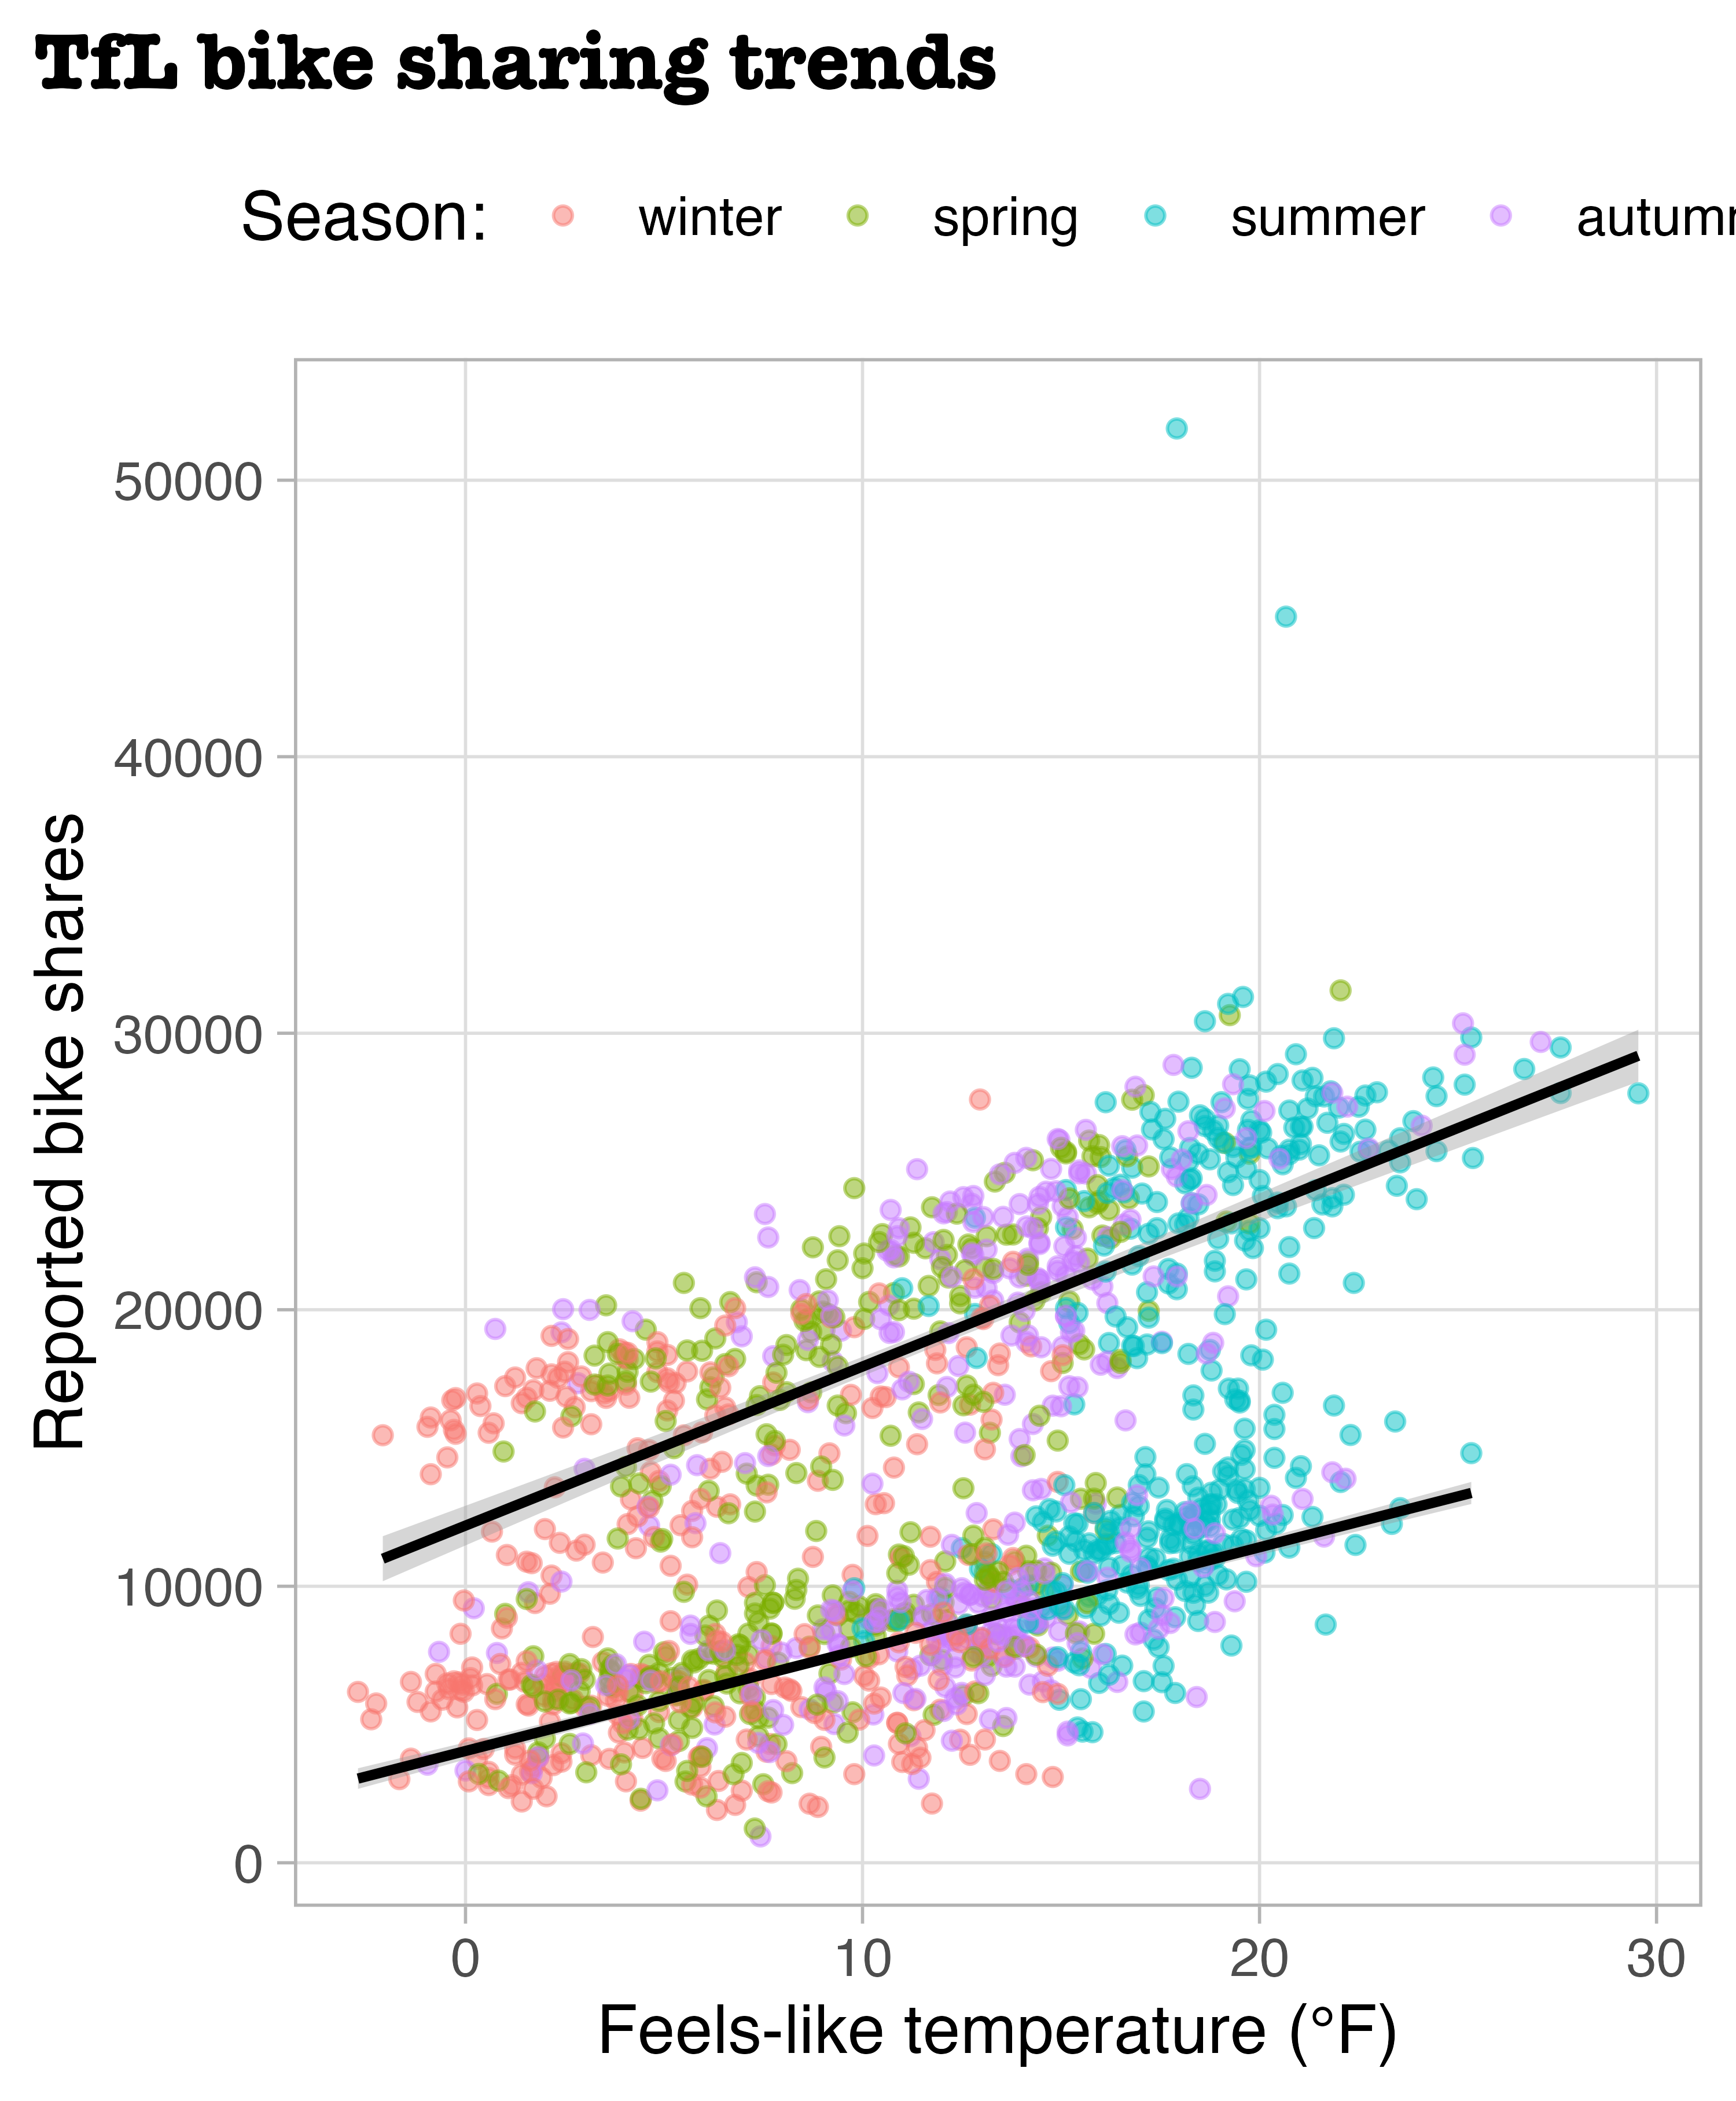 TfL bike sharing trends
Season: winter spring summer autum
50000
40000
30000
20000
10000
0
Reported bike shares
0 10 20 30
Feels-like temperature (°F)